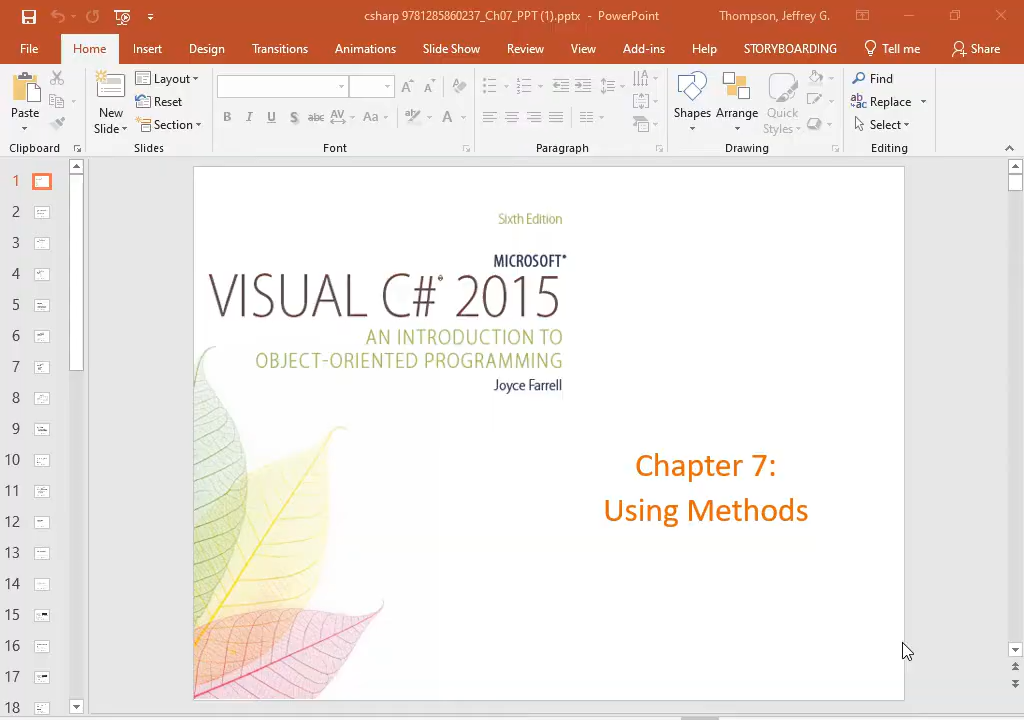 csharp 9781285860237_Ch07_PPT (1).pptx - PowerPoint
Thompson, Jeffrey G.
File Home Insert Design Transitions Animations Slide Show Review View Add-ins Help STORYBOARDING Tell me Share
Paste
Clipboard
New
Slide
Layout
Reset
Section
Slides
B I U S abc AV Aa A
Font
Paragraph
Shapes Arrange Quick
Styles
Drawing
Find
Replace
Select
Editing
1
2
3
4
5
6
7
8
9
10
11
12
13
14
15
16
17
18
Sixth Edition
MICROSOFT®
VISUAL C#® 2015
AN INTRODUCTION TO
OBJECT-ORIENTED PROGRAMMING
Joyce Farrell
Chapter 7:
Using Methods